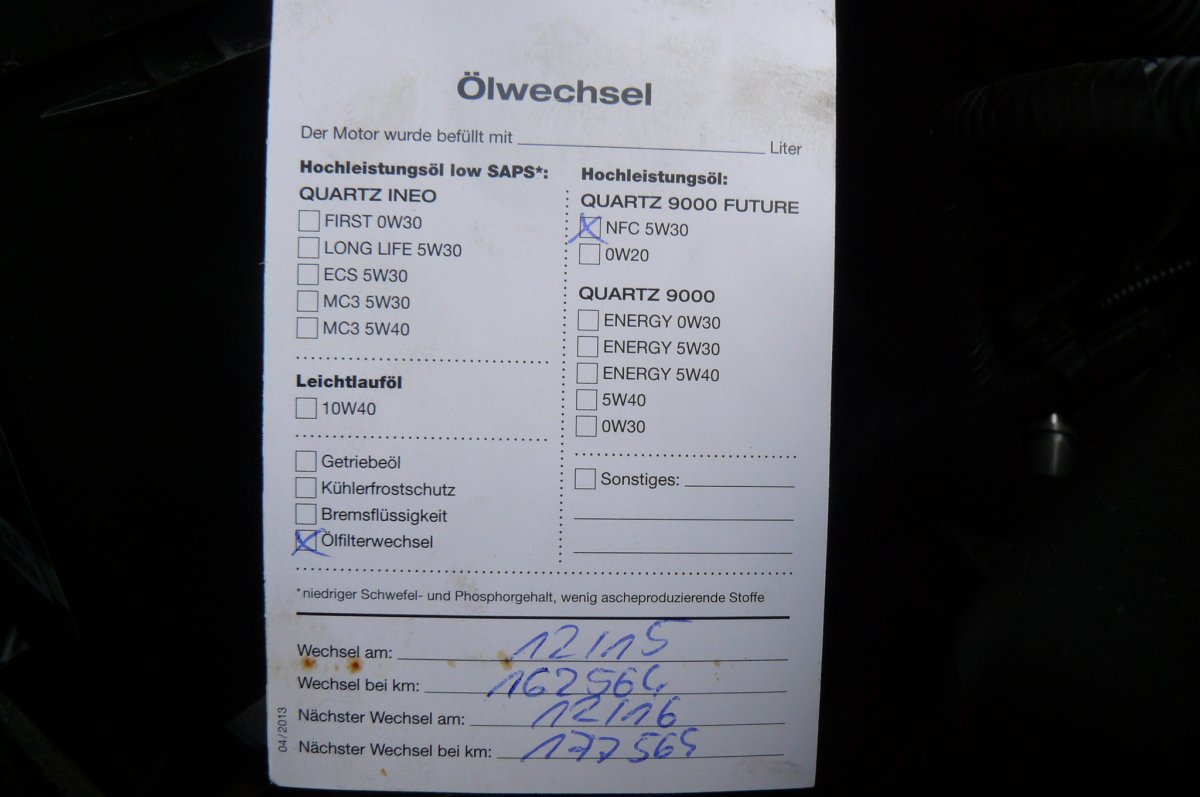 Ölwechsel
Der Motor wurde befüllt mit Liter
Hochleistungsöl low SAPS*:
QUARTZ INEO
FIRST 0W30
LONG LIFE 5W30
ECS 5W30
MC3 5W30
MC3 5W40
Leichtlauföl
10W40
Getriebeöl
Kühlerfrostschutz
Bremsflüssigkeit
Ölfilterwechsel
Hochleistungsöl:
QUARTZ 9000 FUTURE
NFC 5W30
0W20
QUARTZ 9000
ENERGY 0W30
ENERGY 5W30
ENERGY 5W40
5W40
0W30
Sonstiges:
*niedriger Schwefel- und Phosphorgehalt, wenig ascheproduzierende Stoffe
Wechsel am: 12/15
Wechsel bei km: 162564
Nächster Wechsel am: 12/16
Nächster Wechsel bei km: 177564
04/2013